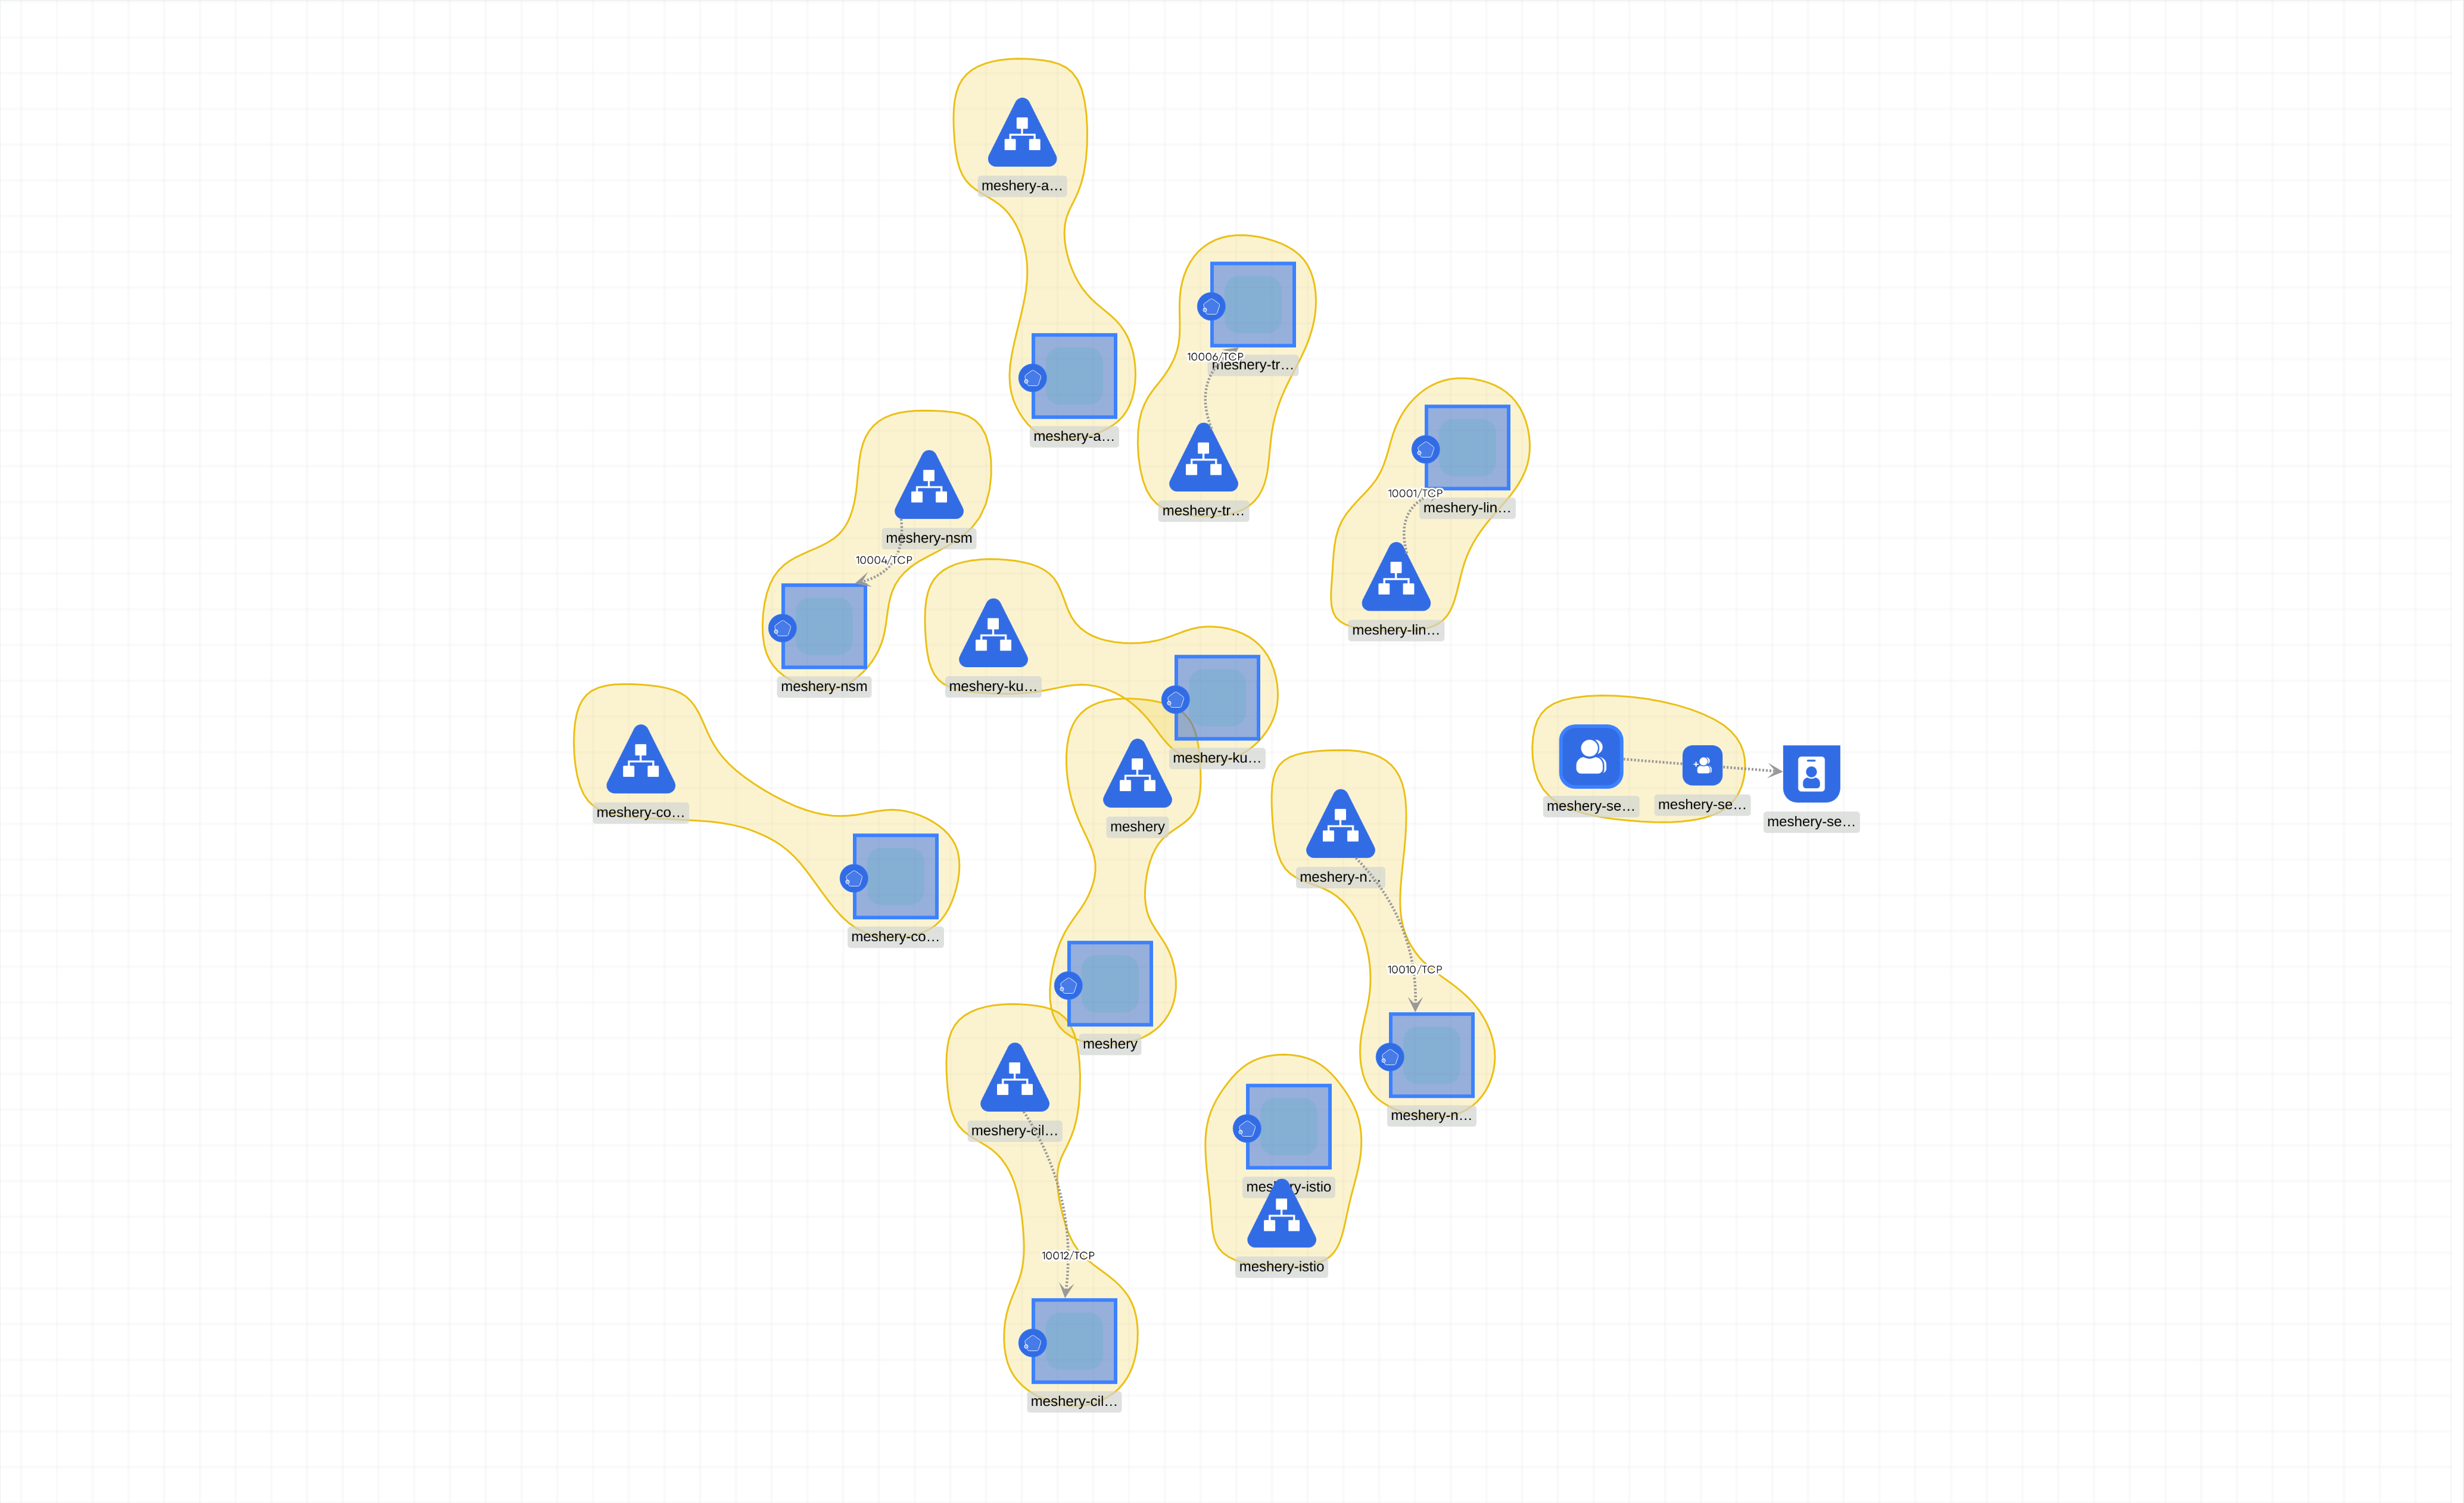 meshery-a…
meshery-a…
10006/TCP
meshery-tr…
meshery-tr…
10001/TCP
meshery-lin…
meshery-lin…
meshery-nsm
10004/TCP
meshery-nsm
meshery-ku…
meshery-ku…
meshery-co…
meshery-co…
meshery
meshery
meshery-se…
meshery-se…
meshery-se…
meshery-n…
10010/TCP
meshery-n…
meshery-cil…
10012/TCP
meshery-cil…
meshery-istio
meshery-istio